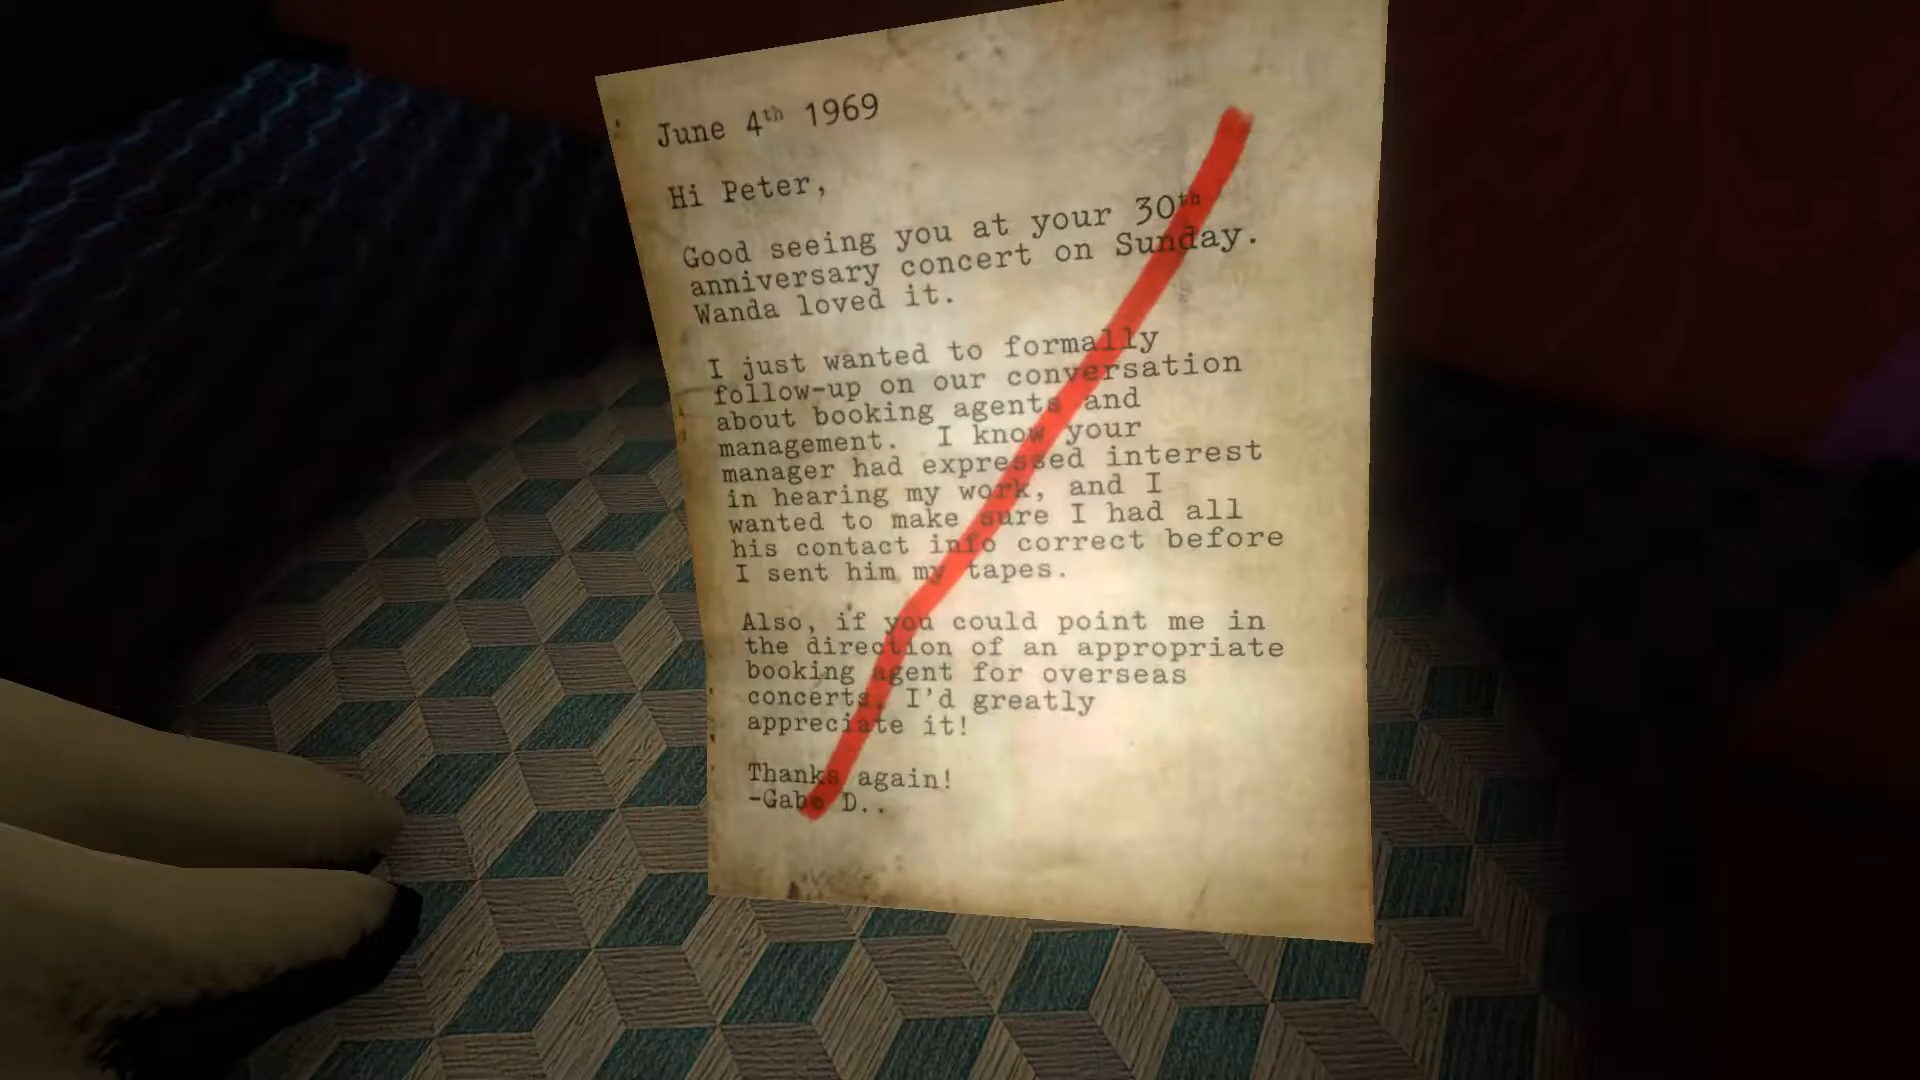 June 4th 1969
Hi Peter,
Good seeing you at your 30th
anniversary concert on Sunday.
Wanda loved it.
I just wanted to formally
follow-up on our conversation
about booking agents and
management. I know your
manager had expressed interest
in hearing my work, and I
wanted to make sure I had all
his contact info correct before
I sent him my tapes.
Also, if you could point me in
the direction of an appropriate
booking agent for overseas
concerts, I'd greatly
appreciate it!
Thanks again!
-Gabe D..